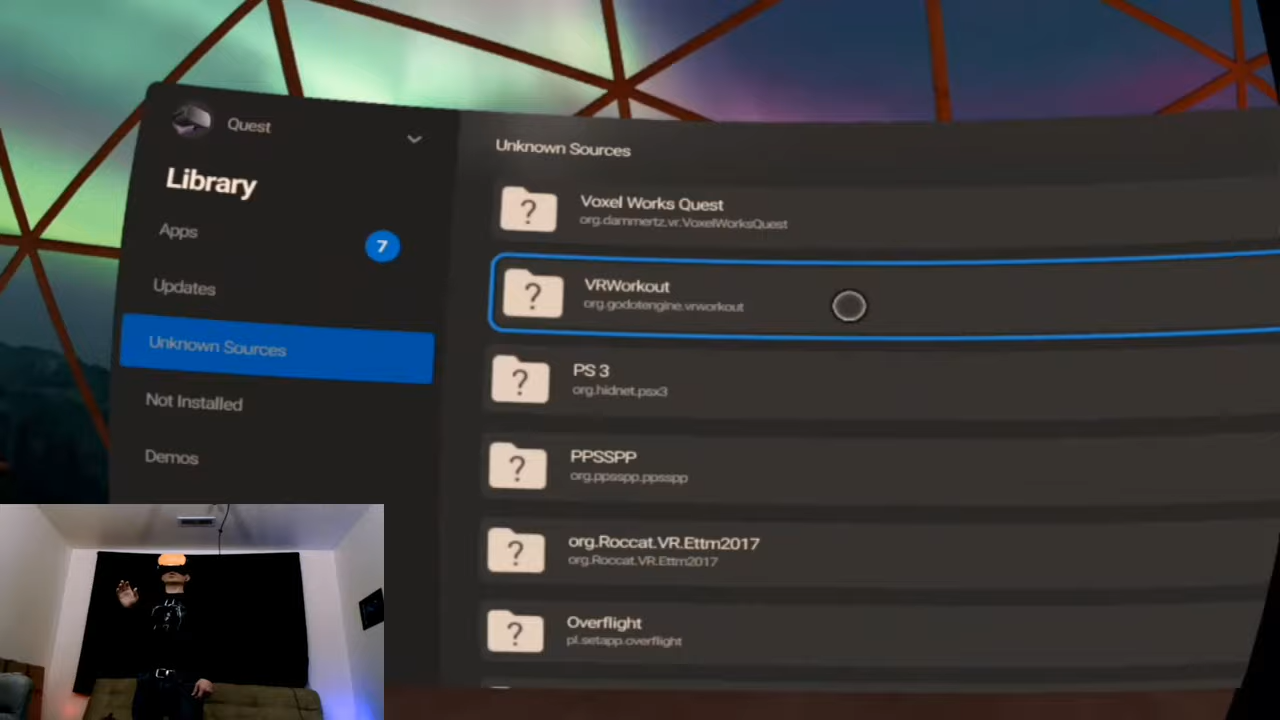 Quest
Library
Apps
7
Updates
Unknown Sources
Not Installed
Demos
Unknown Sources
? Voxel Works Quest
org.dammertz.vr.VoxelWorksQuest
? VRWorkout
org.godotengine.vrworkout
? PS 3
org.hidnet.psx3
? PPSSPP
org.ppsspp.ppsspp
? org.Roccat.VR.Ettm2017
org.Roccat.VR.Ettm2017
? Overflight
pl.setapp.overflight